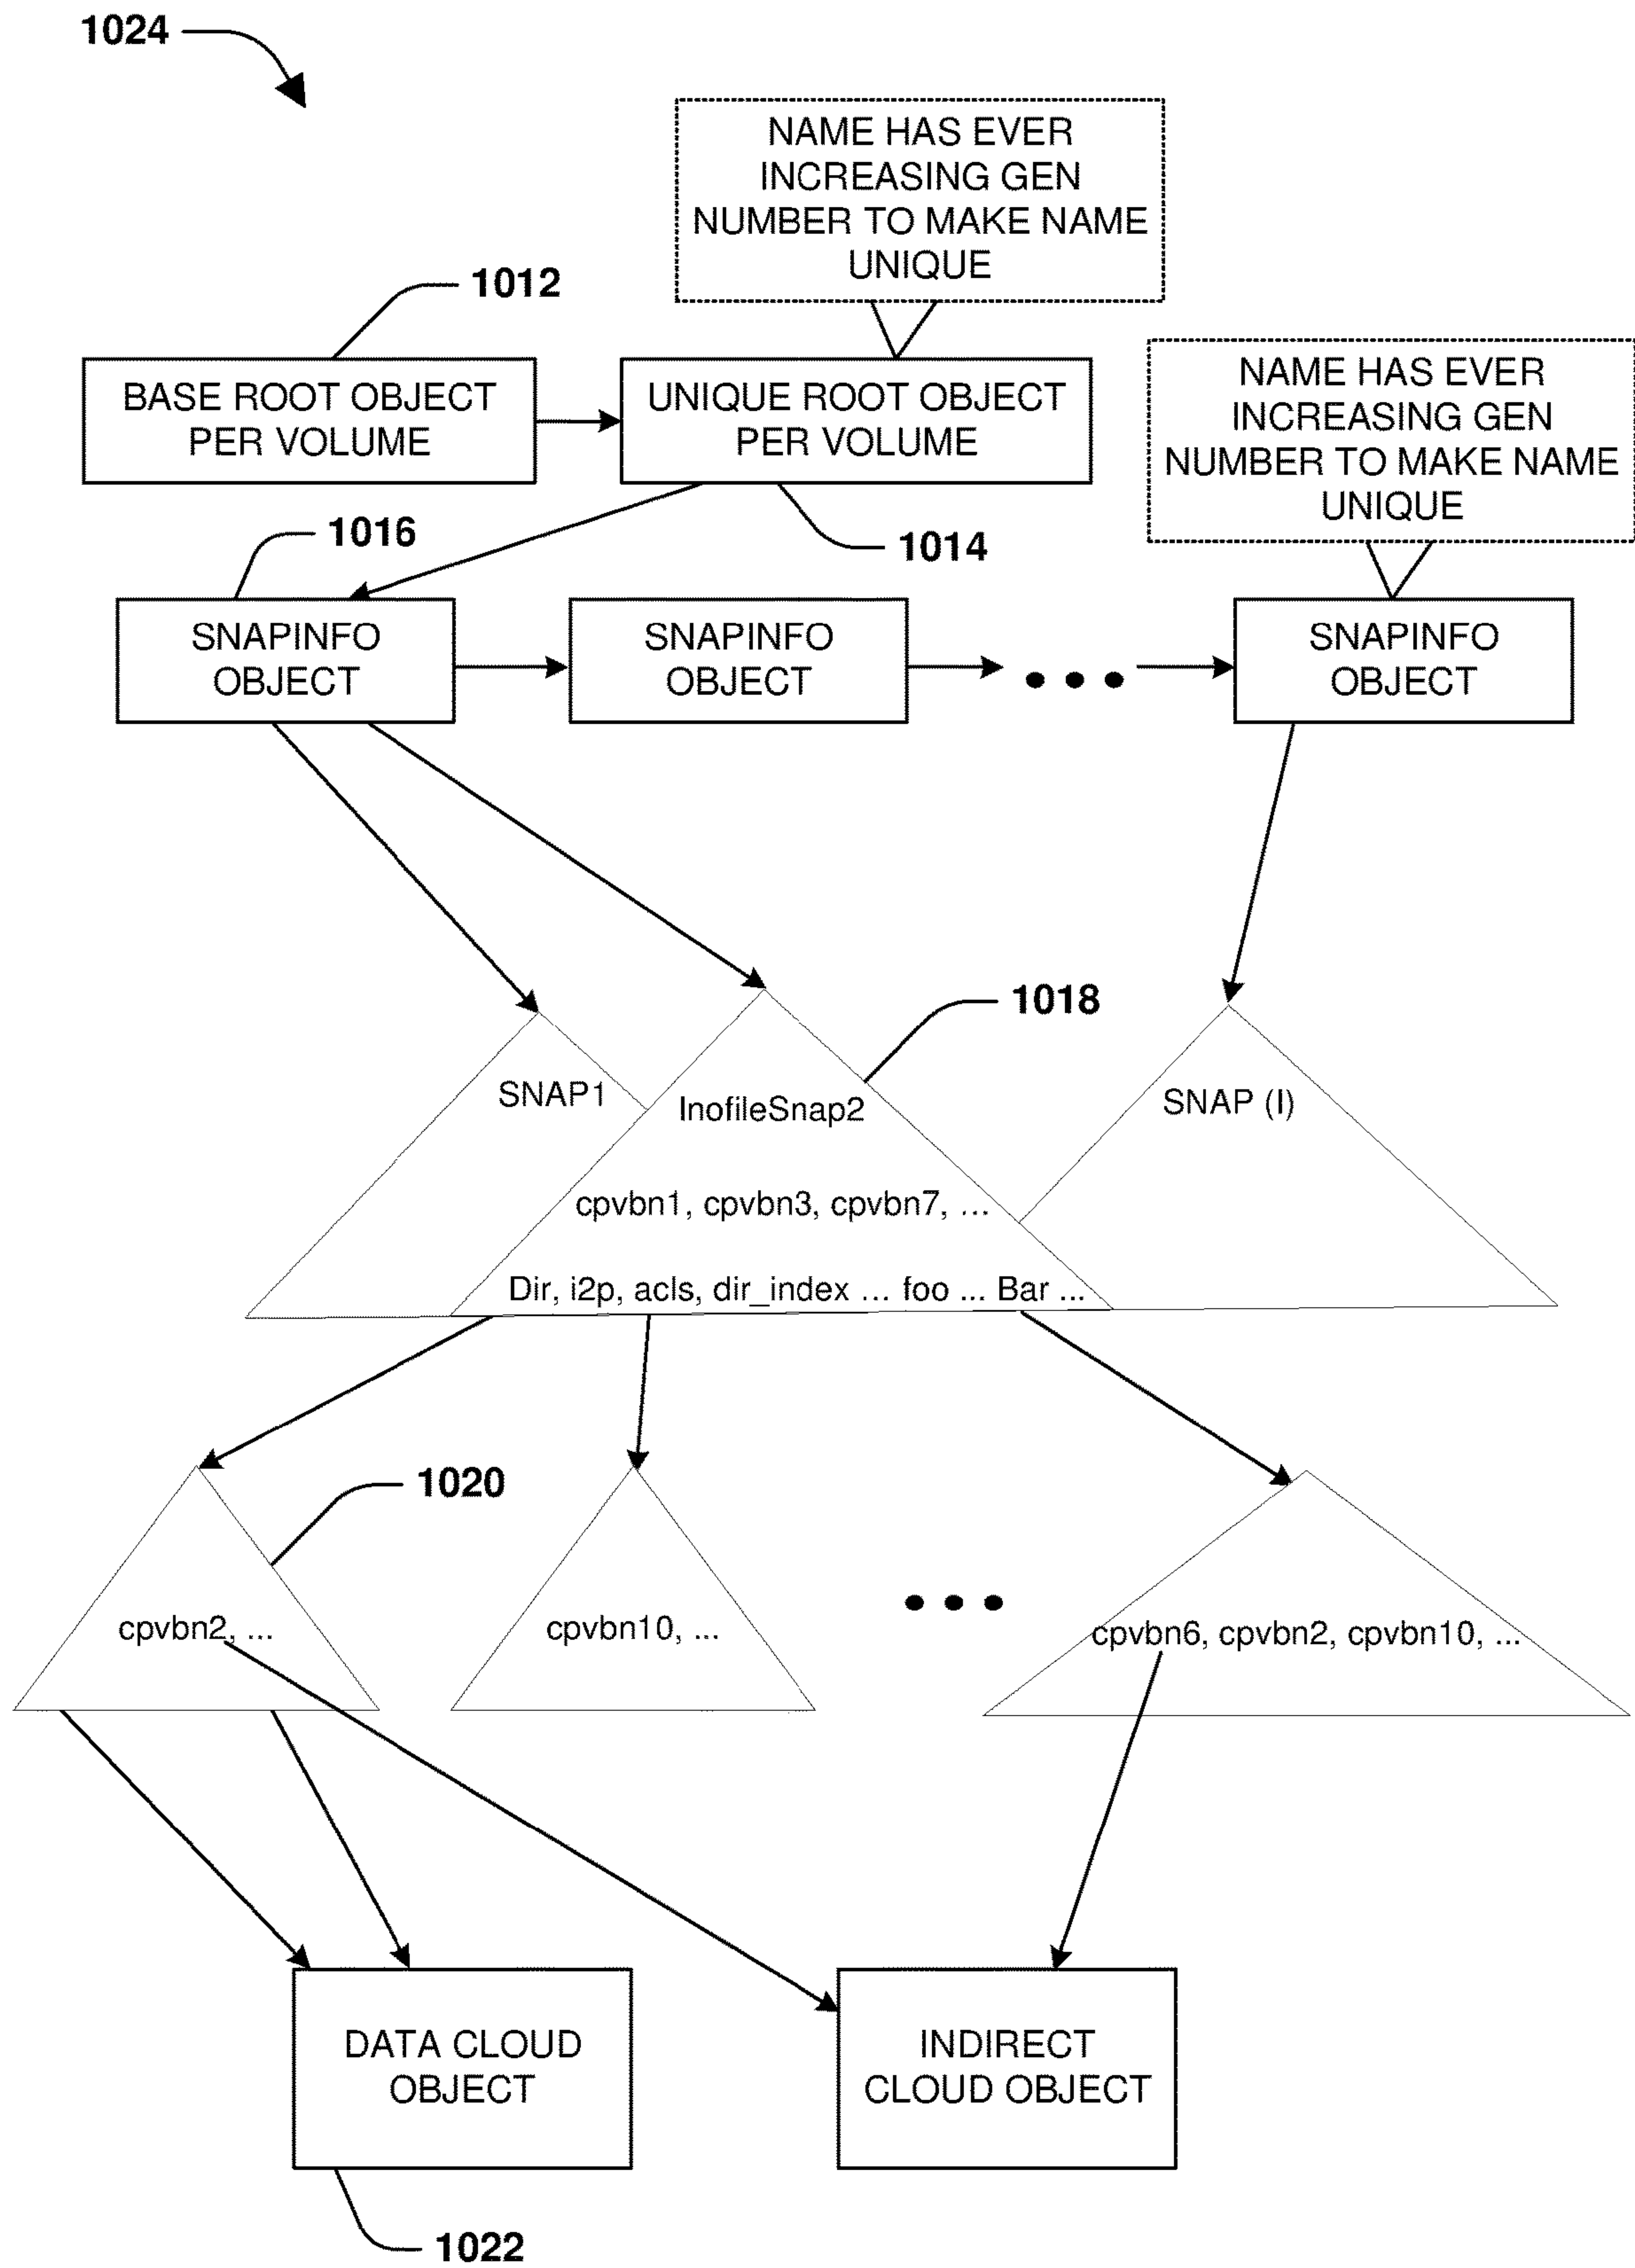 1024
NAME HAS EVER
INCREASING GEN
NUMBER TO MAKE NAME
UNIQUE
1012
BASE ROOT OBJECT
PER VOLUME
UNIQUE ROOT OBJECT
PER VOLUME
NAME HAS EVER
INCREASING GEN
NUMBER TO MAKE NAME
UNIQUE
1016
1014
SNAPINFO
OBJECT
SNAPINFO
OBJECT
SNAPINFO
OBJECT
1018
SNAP1
InofileSnap2
SNAP (I)
cpvbn1, cpvbn3, cpvbn7, ...
Dir, i2p, acls, dir_index ... foo ... Bar ...
1020
cpvbn2, ...
cpvbn10, ...
cpvbn6, cpvbn2, cpvbn10, ...
DATA CLOUD
OBJECT
INDIRECT
CLOUD OBJECT
1022